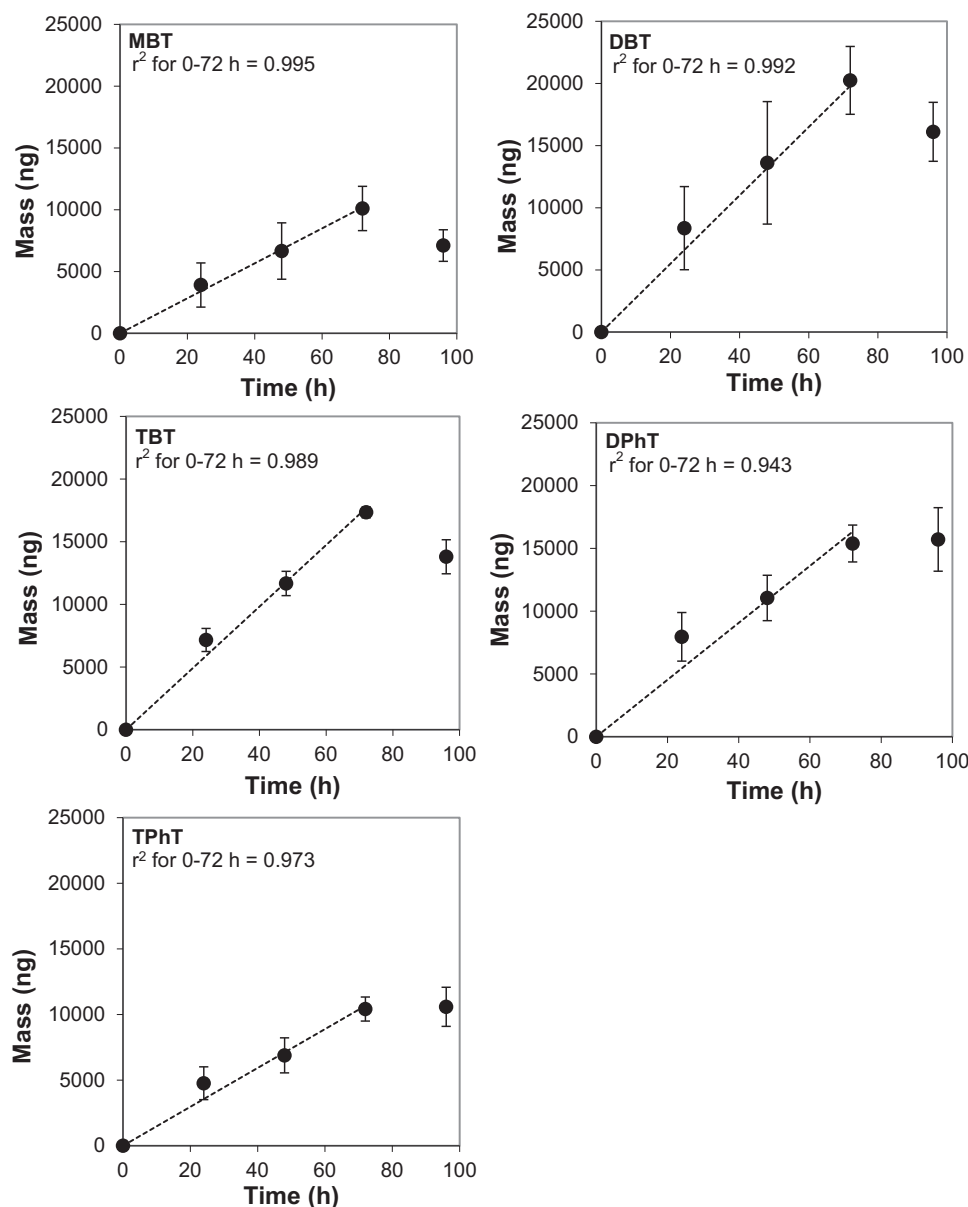 MBT
r² for 0-72 h = 0.995
25000
20000
15000
10000
5000
0
Mass (ng)
0 20 40 60 80 100
Time (h)
DBT
r² for 0-72 h = 0.992
25000
20000
15000
10000
5000
0
Mass (ng)
0 20 40 60 80 100
Time (h)
TBT
r² for 0-72 h = 0.989
25000
20000
15000
10000
5000
0
Mass (ng)
0 20 40 60 80 100
Time (h)
DPhT
r² for 0-72 h = 0.943
25000
20000
15000
10000
5000
0
Mass (ng)
0 20 40 60 80 100
Time (h)
TPhT
r² for 0-72 h = 0.973
25000
20000
15000
10000
5000
0
Mass (ng)
0 20 40 60 80 100
Time (h)